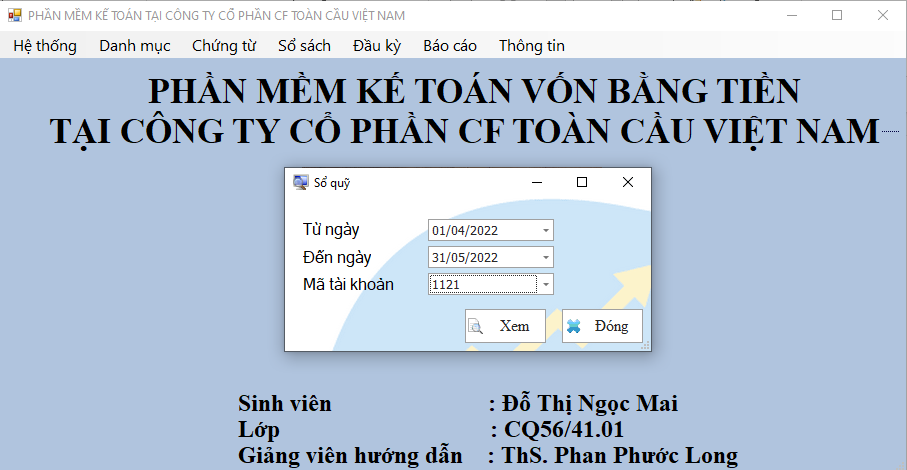 PHẦN MỀM KẾ TOÁN TẠI CÔNG TY CỔ PHẦN CF TOÀN CẦU VIỆT NAM
Hệ thống Danh mục Chứng từ Sổ sách Đầu kỳ Báo cáo Thông tin
PHẦN MỀM KẾ TOÁN VỐN BẰNG TIỀN
TẠI CÔNG TY CỔ PHẦN CF TOÀN CẦU VIỆT NAM
Sổ quỹ
Từ ngày 01/04/2022
Đến ngày 31/05/2022
Mã tài khoản 1121
Xem Đóng
Sinh viên : Đỗ Thị Ngọc Mai
Lớp : CQ56/41.01
Giảng viên hướng dẫn : ThS. Phan Phước Long